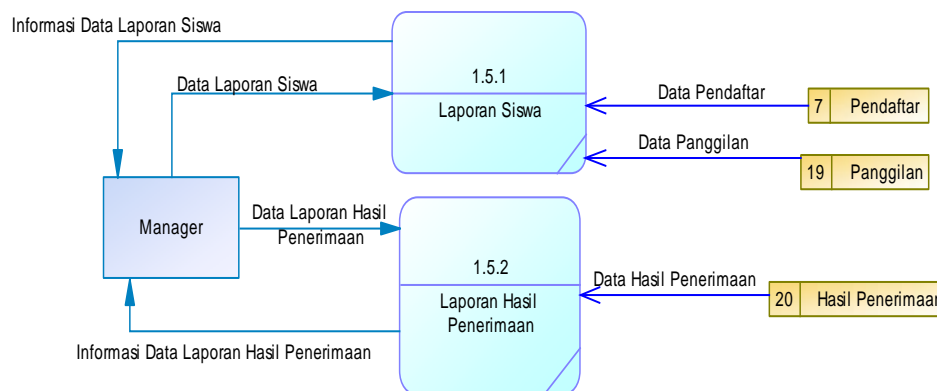 Informasi Data Laporan Siswa
1.5.1
Data Laporan Siswa
Laporan Siswa
Data Pendaftar
7 Pendaftar
Data Panggilan
19 Panggilan
Manager
Data Laporan Hasil
Penerimaan
1.5.2
Laporan Hasil
Penerimaan
Data Hasil Penerimaan
20 Hasil Penerimaan
Informasi Data Laporan Hasil Penerimaan